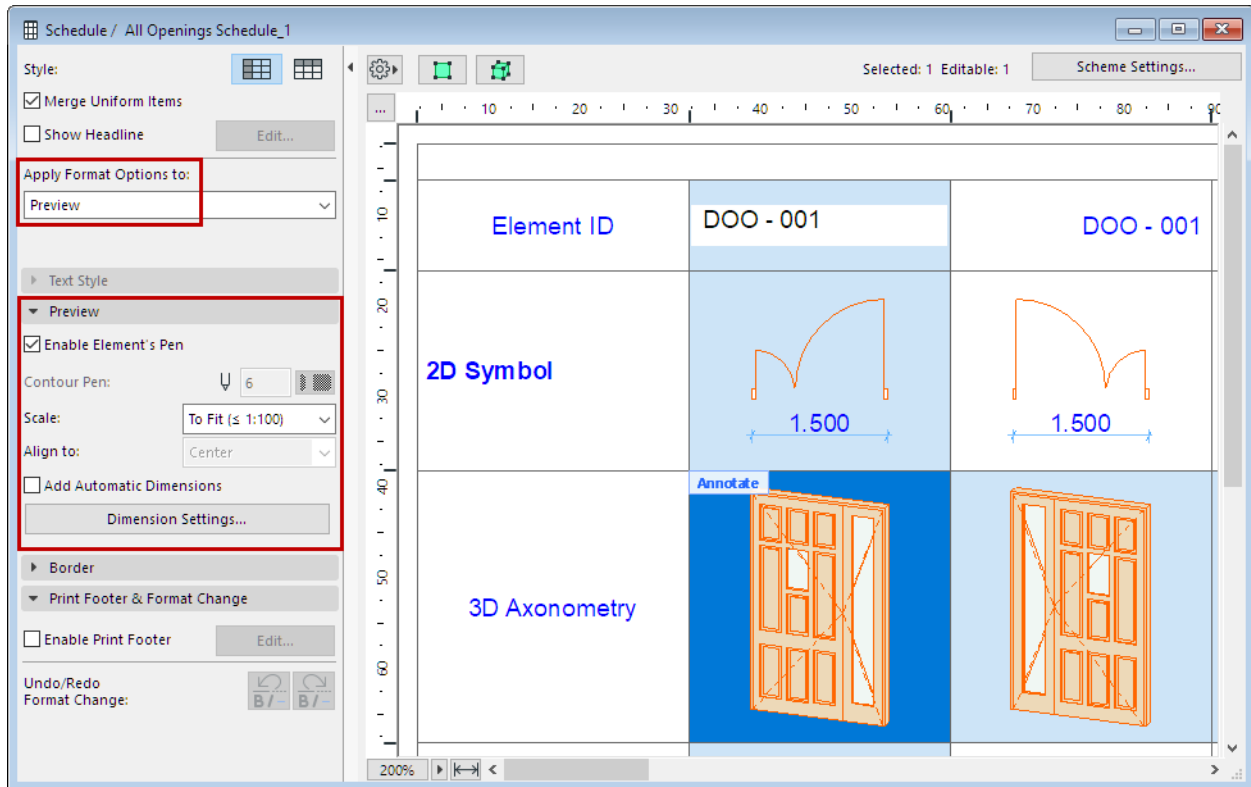 Schedule / All Openings Schedule_1
Style:
Merge Uniform Items
Show Headline
Edit...
Apply Format Options to:
Preview
Text Style
Preview
Enable Element's Pen
Contour Pen:
6
Scale:
To Fit (≤ 1:100)
Align to:
Center
Add Automatic Dimensions
Dimension Settings...
Border
Print Footer & Format Change
Enable Print Footer
Edit...
Undo/Redo
Format Change:
B / –
B / –
Selected: 1 Editable: 1
Scheme Settings...
...
10 20 30 40 50 60 70 80 90
10
20
30
40
50
60
Element ID
DOO - 001
DOO - 001
2D Symbol
1.500
1.500
Annotate
3D Axonometry
200%